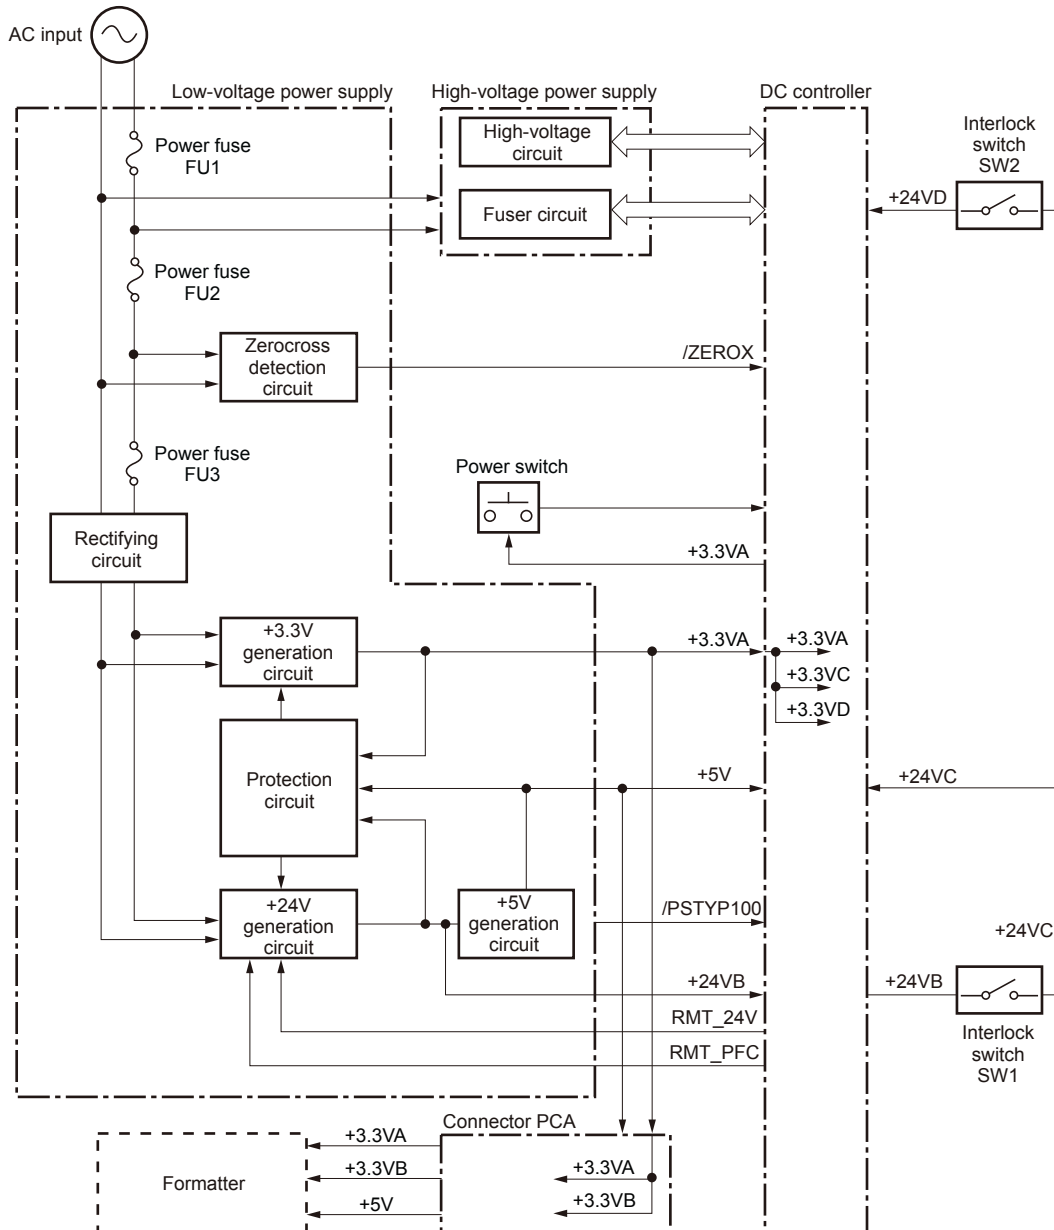 AC input
Low-voltage power supply
High-voltage power supply
DC controller
Power fuse
FU1
High-voltage
circuit
Interlock
switch
SW2
Fuser circuit
+24VD
Power fuse
FU2
Zerocross
detection
circuit
/ZEROX
Power fuse
FU3
Power switch
Rectifying
circuit
+3.3VA
+3.3V
generation
circuit
+3.3VA
+3.3VA
+3.3VC
+3.3VD
Protection
circuit
+5V
+24VC
+24V
generation
circuit
+5V
generation
circuit
/PSTYP100
+24VC
+24VB
+24VB
RMT_24V
RMT_PFC
Interlock
switch
SW1
Connector PCA
Formatter
+3.3VA
+3.3VB
+5V
+3.3VA
+3.3VB